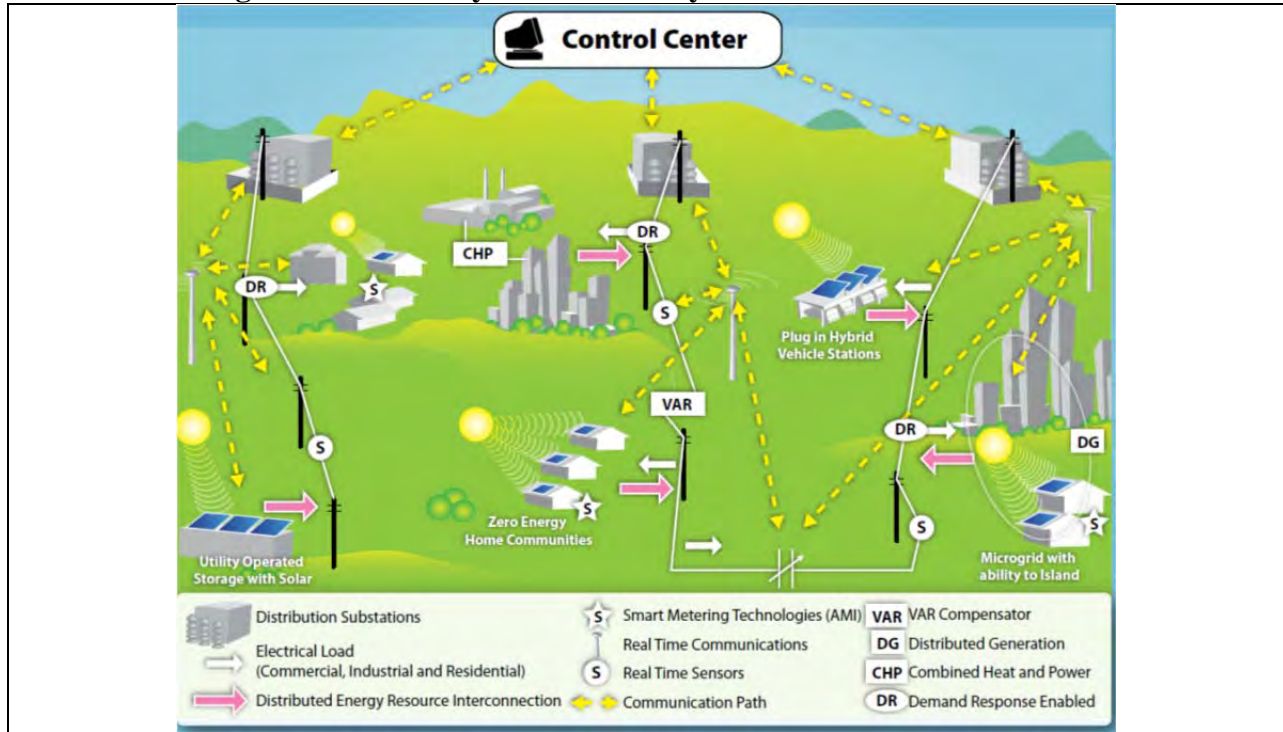 Control Center
DR
CHP
DR
S
S
Plug in Hybrid
Vehicle Stations
VAR
DR
DG
S
S
Zero Energy
Home Communities
S
S
Utility Operated
Storage with Solar
Microgrid with
ability to Island
Distribution Substations
Electrical Load
(Commercial, Industrial and Residential)
Distributed Energy Resource Interconnection
S Smart Metering Technologies (AMI)
Real Time Communications
S Real Time Sensors
Communication Path
VAR VAR Compensator
DG Distributed Generation
CHP Combined Heat and Power
DR Demand Response Enabled